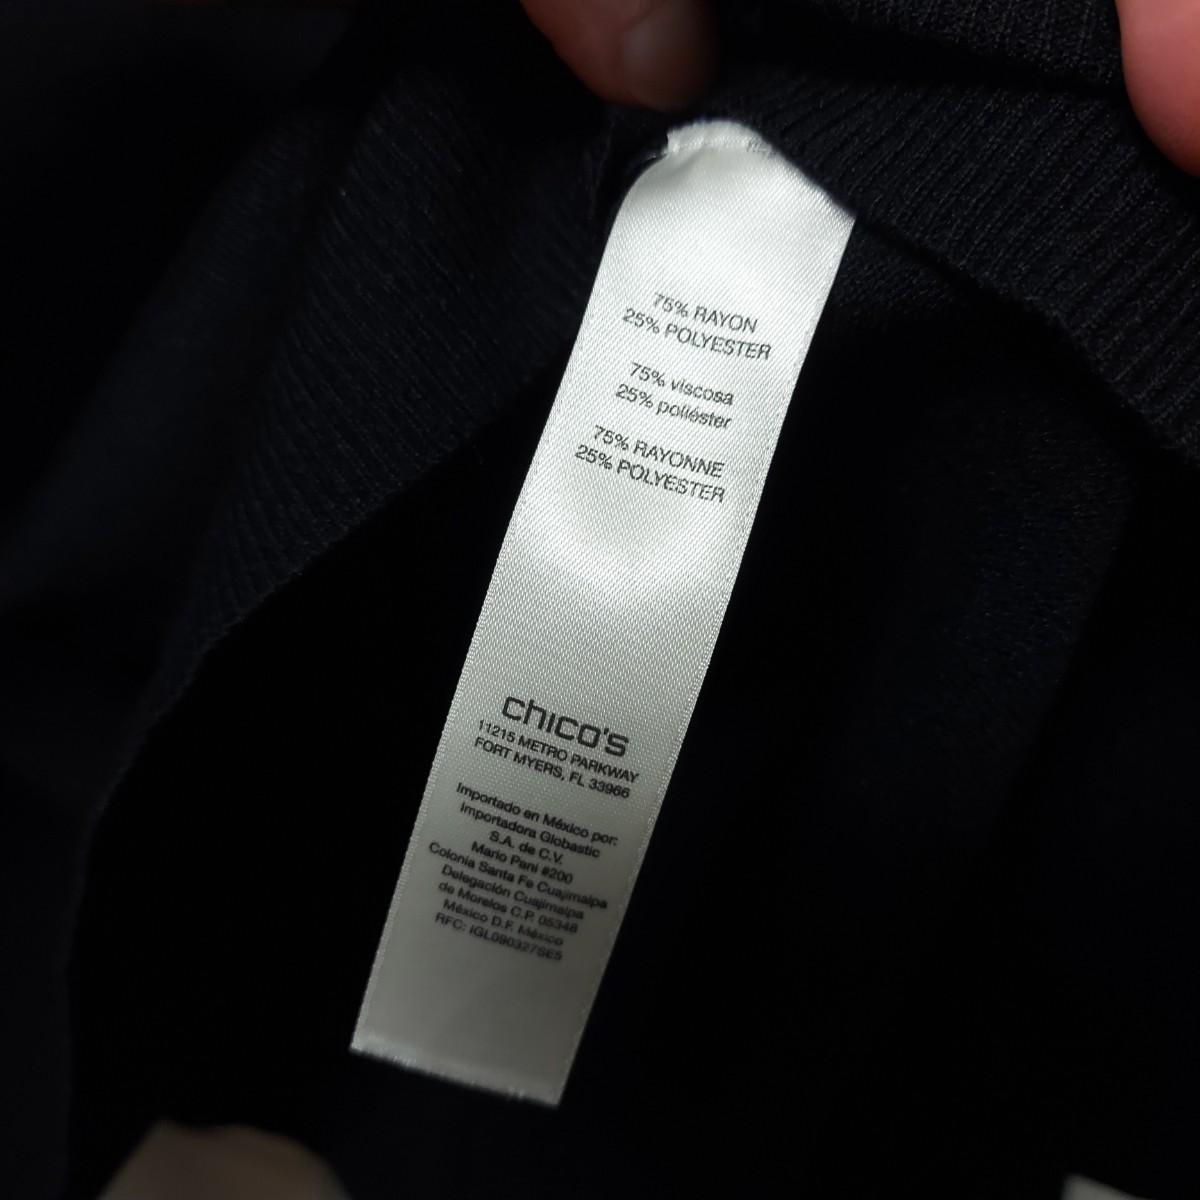 75% RAYON
25% POLYESTER
75% viscosa
25% poliéster
75% RAYONNE
25% POLYESTER
chico's
11215 METRO PARKWAY
FORT MYERS, FL 33966
Importado en México por:
Importadora Globastic
S.A. de C.V.
Mario Pani #200
Colonia Santa Fe Cuajimalpa
Delegación Cuajimalpa
de Morelos C.P. 05348
México D.F. México
RFC: IGL090327SE5